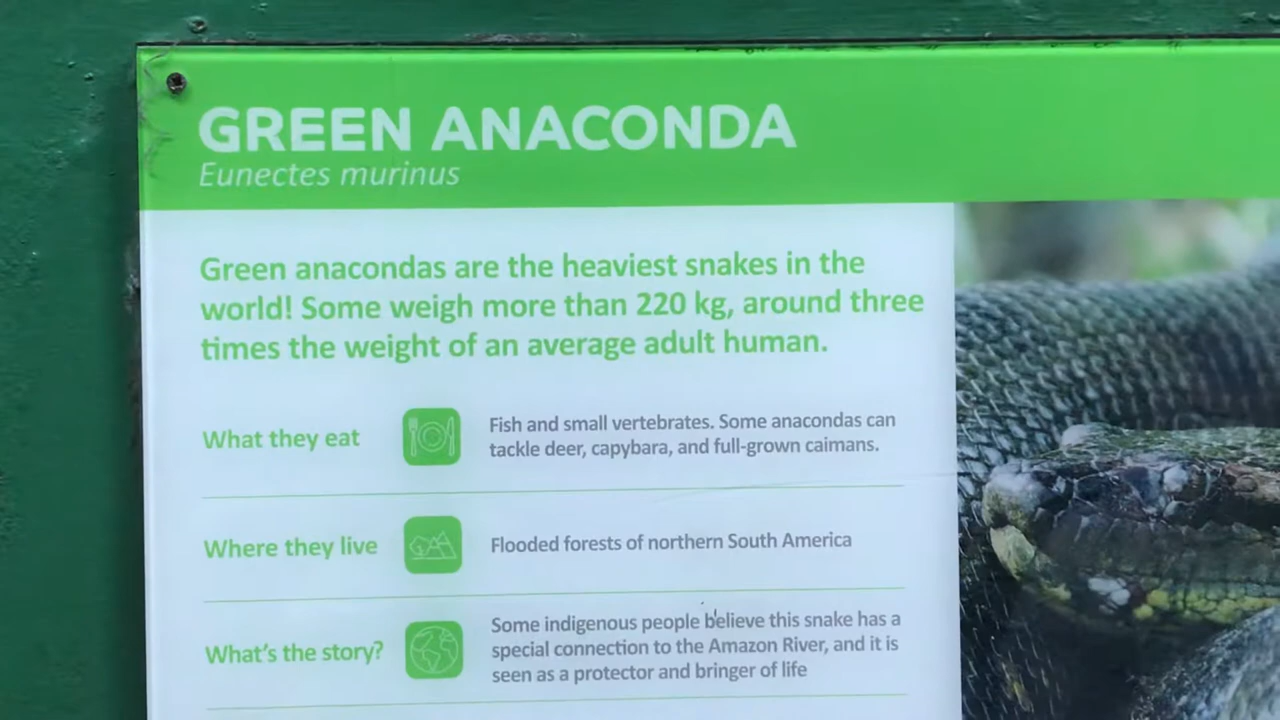 GREEN ANACONDA
Eunectes murinus
Green anacondas are the heaviest snakes in the
world! Some weigh more than 220 kg, around three
times the weight of an average adult human.
What they eat
Fish and small vertebrates. Some anacondas can
tackle deer, capybara, and full-grown caimans.
Where they live
Flooded forests of northern South America
What's the story?
Some indigenous people believe this snake has a
special connection to the Amazon River, and it is
seen as a protector and bringer of life